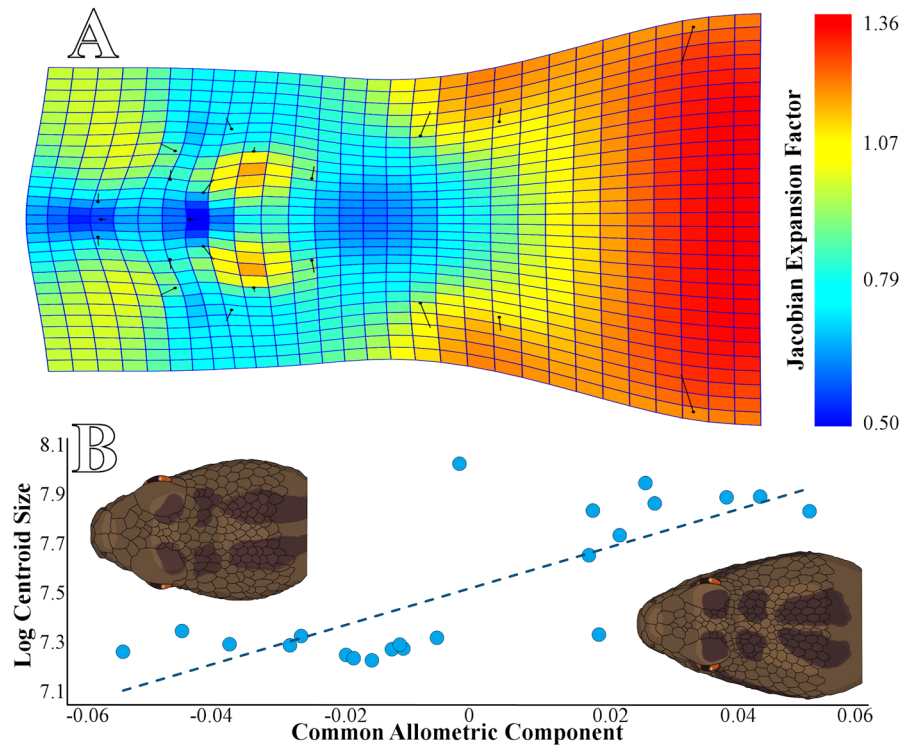 A
1.36
1.07
0.79
0.50
Jacobian Expansion Factor
B
8.1
7.9
7.7
7.5
7.3
7.1
Log Centroid Size
-0.06 -0.04 -0.02 0 0.02 0.04 0.06
Common Allometric Component